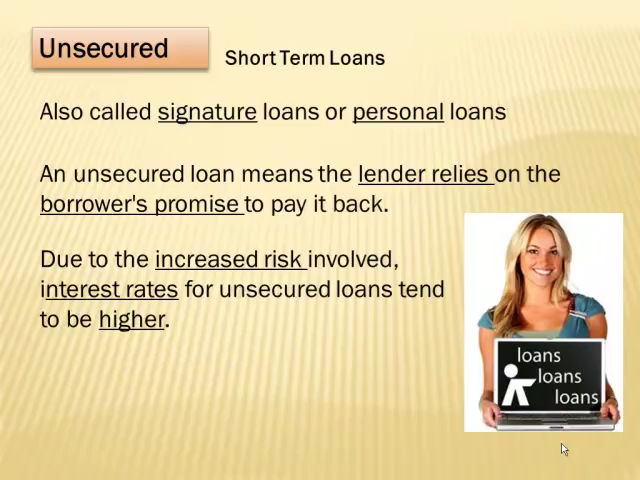 Unsecured
Short Term Loans
Also called signature loans or personal loans
An unsecured loan means the lender relies on the
borrower's promise to pay it back.
Due to the increased risk involved,
interest rates for unsecured loans tend
to be higher.
loans
loans
loans